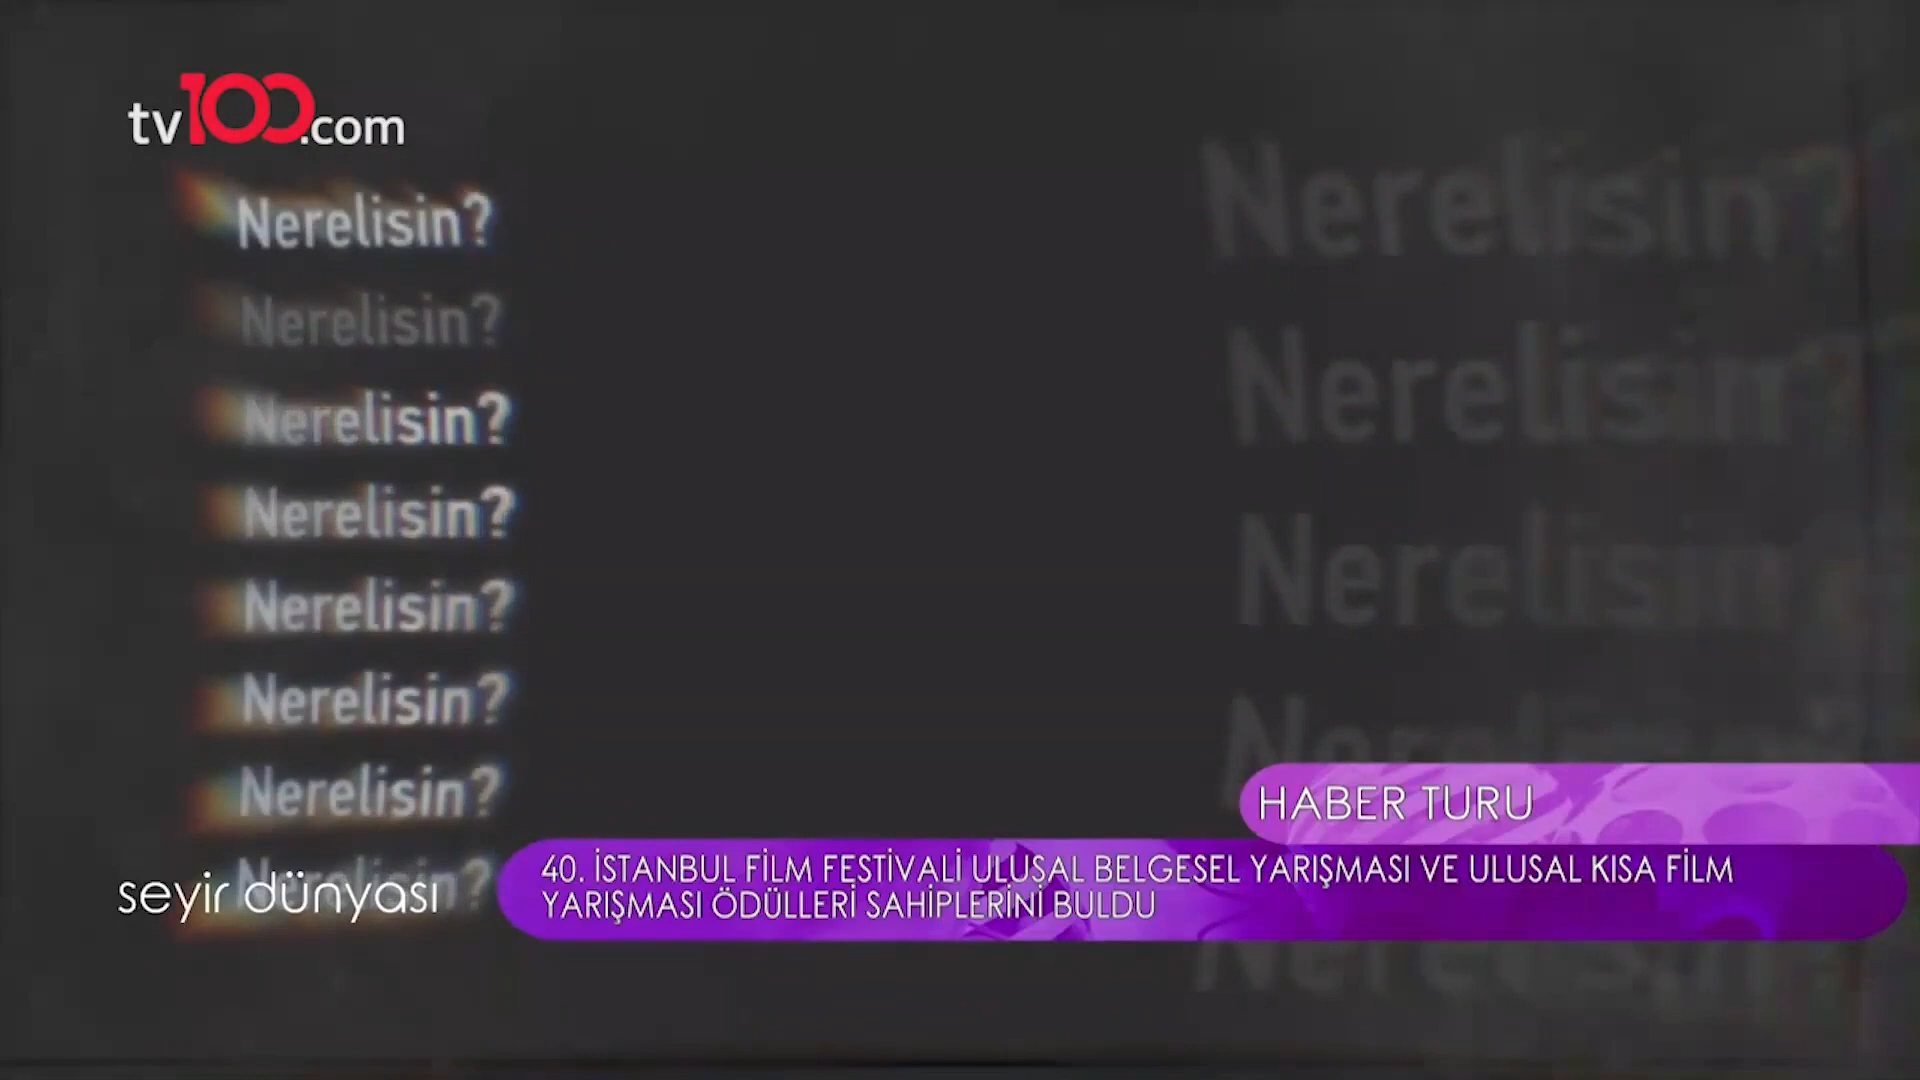 tv100.com
Nerelisin?
Nerelisin?
Nerelisin?
Nerelisin?
Nerelisin?
Nerelisin?
Nerelisin?
Nerelisin?
Nerelisin?
Nerelisin?
Nerelisin?
HABER TURU
40. İSTANBUL FİLM FESTİVALİ ULUSAL BELGESEL YARIŞMASI VE ULUSAL KISA FİLM
YARIŞMASI ÖDÜLLERİ SAHİPLERİNİ BULDU
seyir dünyası